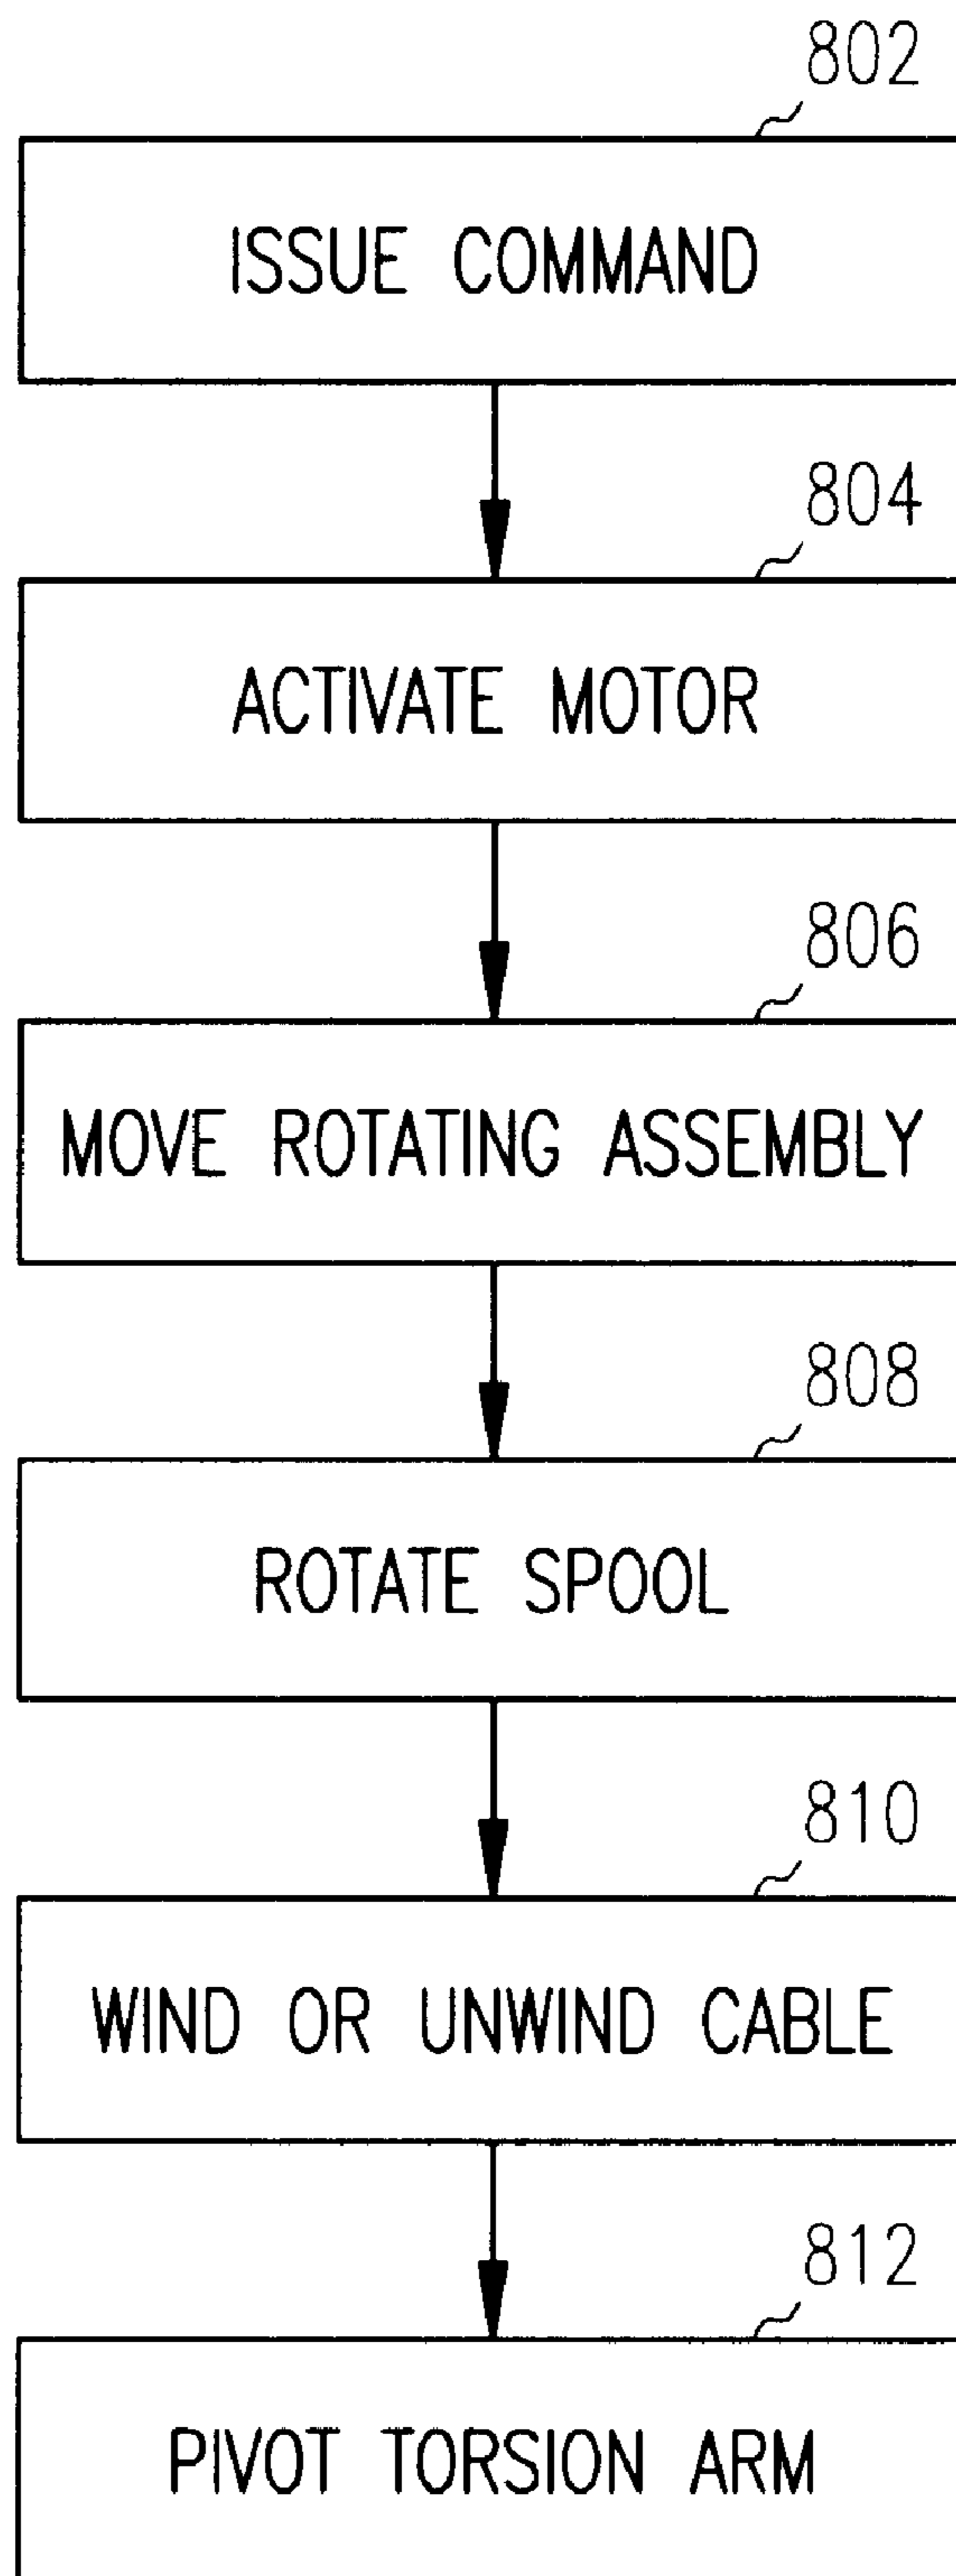 802
ISSUE COMMAND
804
ACTIVATE MOTOR
806
MOVE ROTATING ASSEMBLY
808
ROTATE SPOOL
810
WIND OR UNWIND CABLE
812
PIVOT TORSION ARM